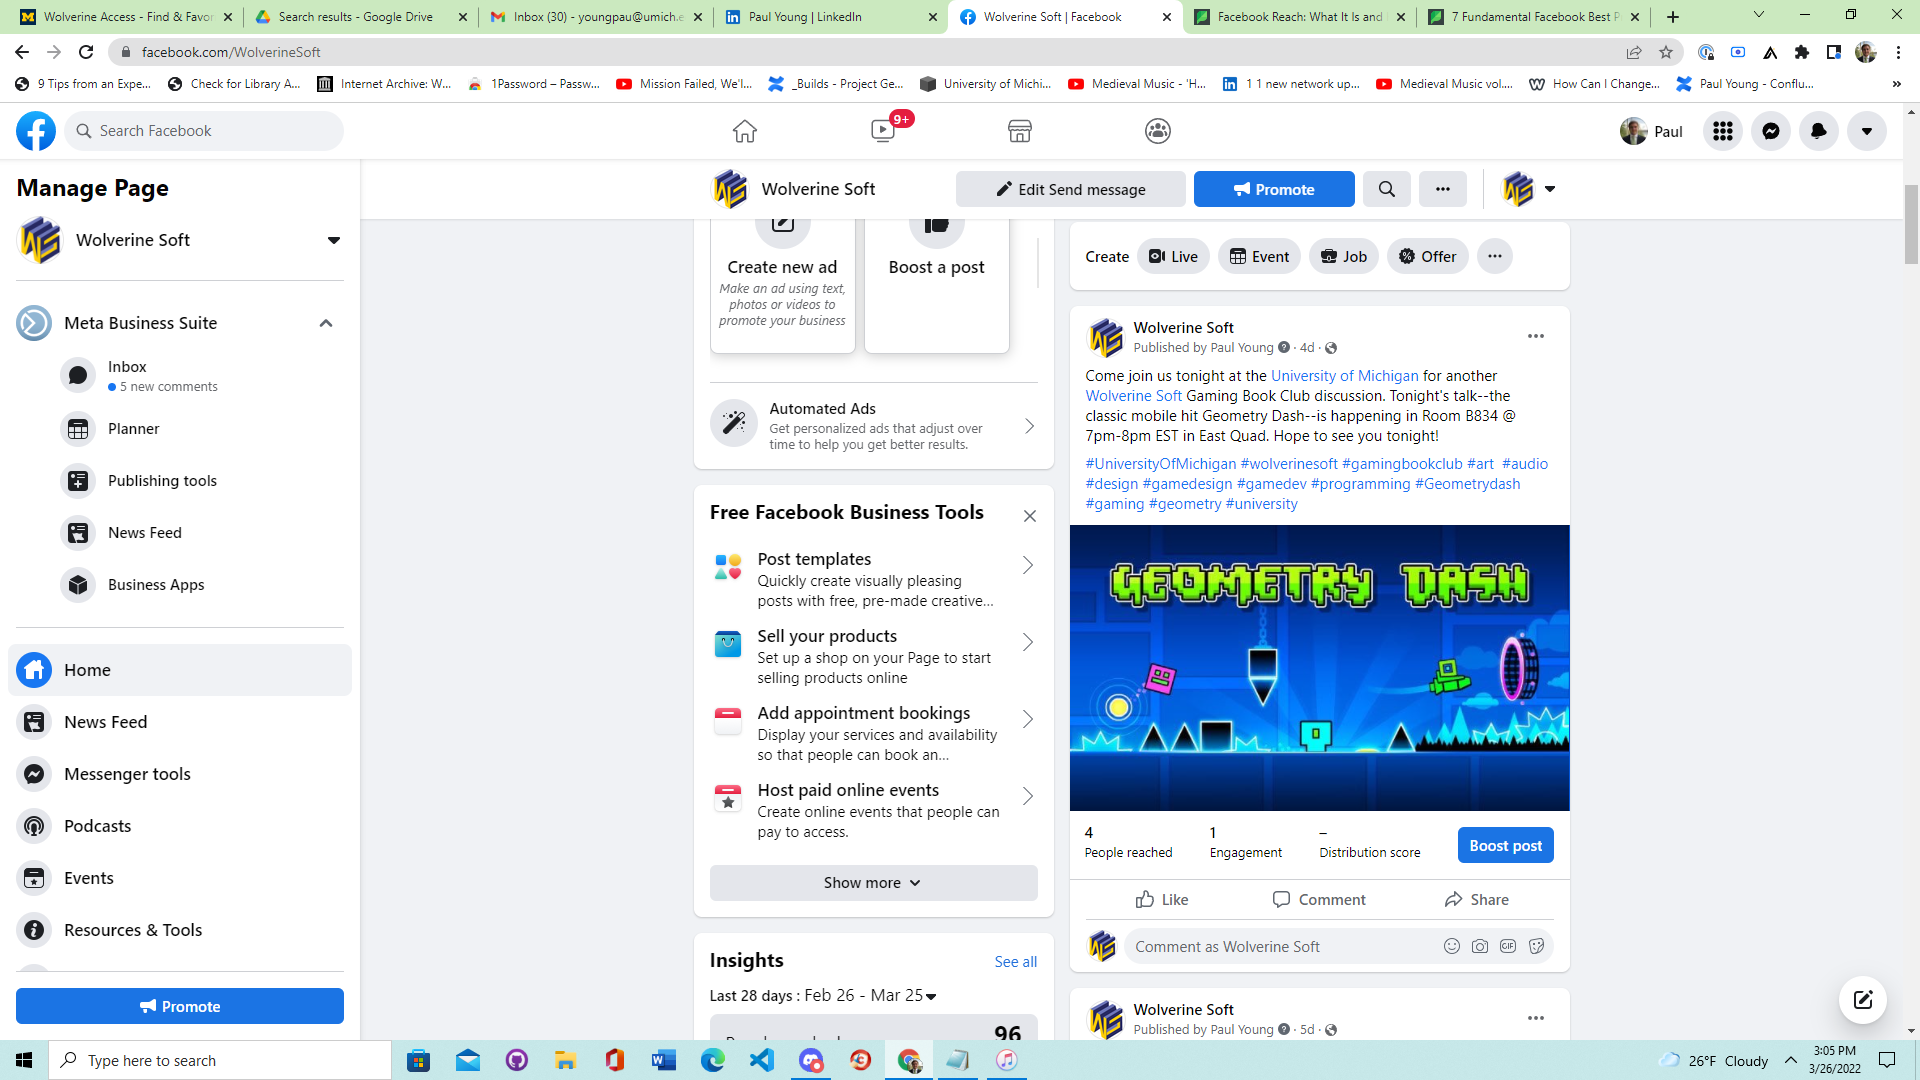 Wolverine Access - Find & Favor
Search results - Google Drive
Inbox (30) - youngpau@umich.e
Paul Young | LinkedIn
Wolverine Soft | Facebook
Facebook Reach: What It Is and
7 Fundamental Facebook Best P
facebook.com/WolverineSoft
9 Tips from an Expe...
Check for Library A...
Internet Archive: W...
1Password – Passw...
Mission Failed, We'l...
_Builds - Project Ge...
University of Michi...
Medieval Music - 'H...
1 1 new network up...
Medieval Music vol....
How Can I Change...
Paul Young - Conflu...
Search Facebook
9+
Paul
Manage Page
Wolverine Soft
Meta Business Suite
Inbox
5 new comments
Planner
Publishing tools
News Feed
Business Apps
Home
News Feed
Messenger tools
Podcasts
Events
Resources & Tools
Promote
Wolverine Soft
Edit Send message
Promote
Create new ad
Make an ad using text,
photos or videos to
promote your business
Boost a post
Automated Ads
Get personalized ads that adjust over
time to help you get better results.
Free Facebook Business Tools
Post templates
Quickly create visually pleasing
posts with free, pre-made creative...
Sell your products
Set up a shop on your Page to start
selling products online
Add appointment bookings
Display your services and availability
so that people can book an...
Host paid online events
Create online events that people can
pay to access.
Show more
Insights
See all
Last 28 days : Feb 26 - Mar 25
96
Create
Live
Event
Job
Offer
Wolverine Soft
Published by Paul Young · 4d ·
Come join us tonight at the University of Michigan for another
Wolverine Soft Gaming Book Club discussion. Tonight's talk--the
classic mobile hit Geometry Dash--is happening in Room B834 @
7pm-8pm EST in East Quad. Hope to see you tonight!
#UniversityOfMichigan #wolverinesoft #gamingbookclub #art #audio
#design #gamedesign #gamedev #programming #Geometrydash
#gaming #geometry #university
GEOMETRY DASH
4
People reached
1
Engagement
–
Distribution score
Boost post
Like
Comment
Share
Comment as Wolverine Soft
GIF
Wolverine Soft
Published by Paul Young · 5d ·
Type here to search
26°F Cloudy
3:05 PM
3/26/2022